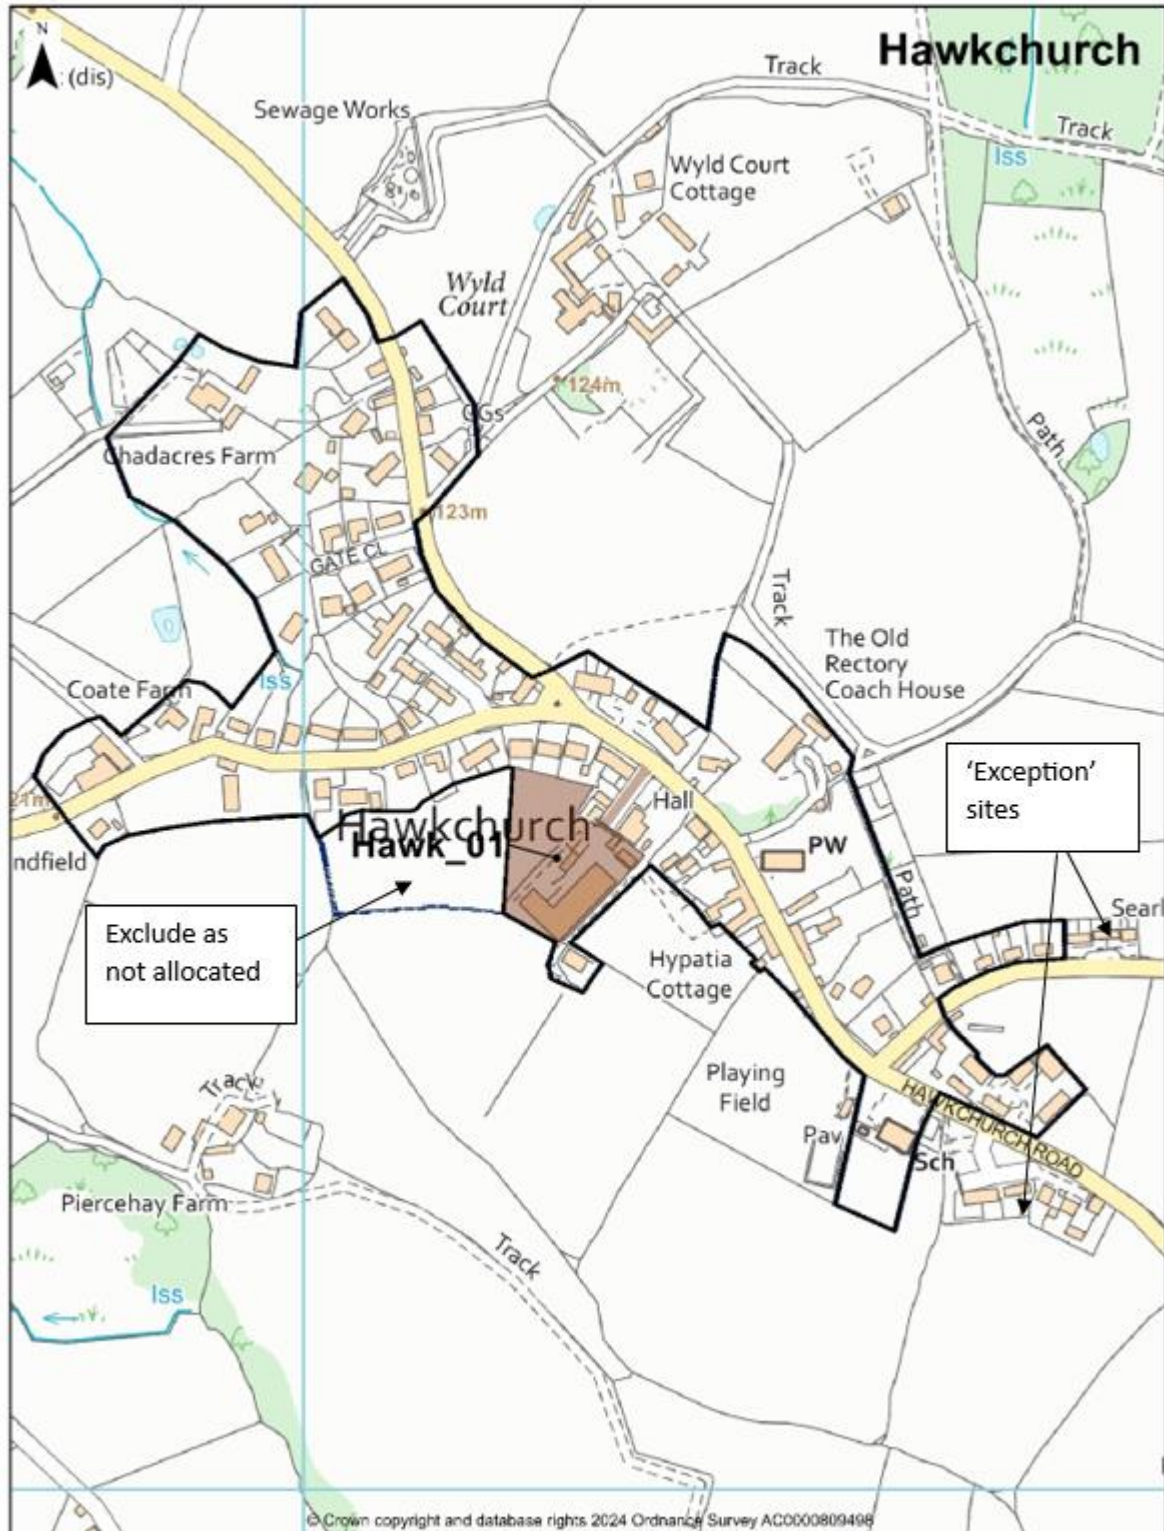 Hawkchurch
N
(dis)
Track
Sewage Works
Track
Iss
Wyld Court
Cottage
Wyld
Court
124m
CGs
Path
Chadacres Farm
123m
GATE CL
Track
The Old
Rectory
Coach House
Coate Farm
Iss
'Exception'
sites
21m
Hall
Hawkchurch
Hawk_01
PW
ndfield
Path
Searl
Exclude as
not allocated
Hypatia
Cottage
Track
Playing
Field
HAWKCHURCH ROAD
Pav
Sch
Piercehay Farm
Track
Iss
© Crown copyright and database rights 2024 Ordnance Survey AC0000809498